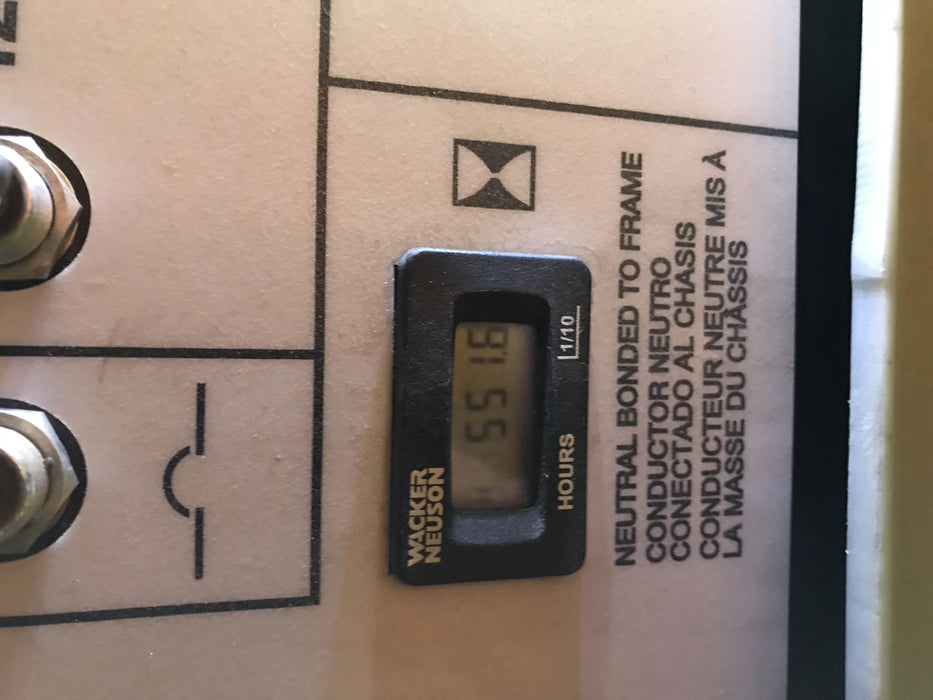 WACKER
NEUSON
551.6
HOURS 1/10
NEUTRAL BONDED TO FRAME
CONDUCTOR NEUTRO
CONECTADO AL CHASIS
CONDUCTEUR NEUTRE MIS À
LA MASSE DU CHÂSSIS